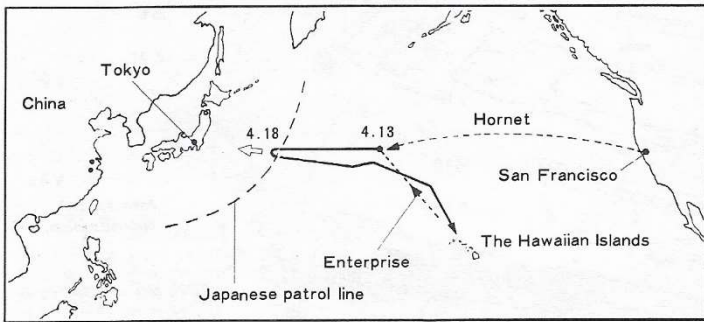 Tokyo
China
4.18
4.13
Hornet
San Francisco
The Hawaiian Islands
Enterprise
Japanese patrol line